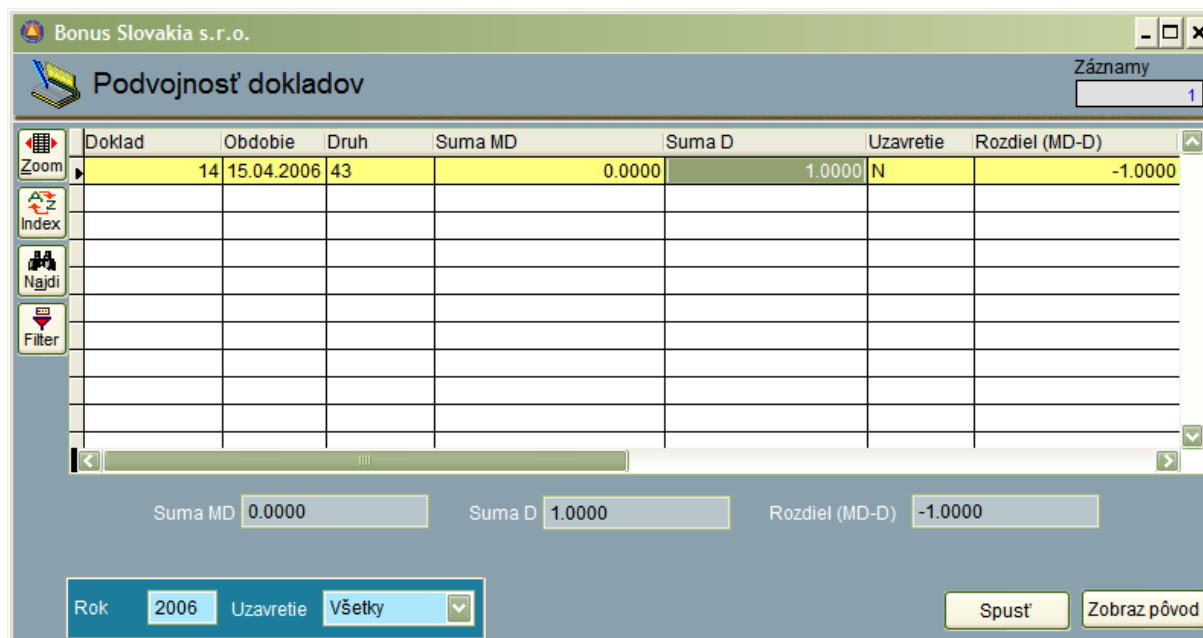 Bonus Slovakia s.r.o.
Podvojnosť dokladov
Záznamy
1
Zoom
Index
Najdi
Filter
Doklad Obdobie Druh Suma MD Suma D Uzavretie Rozdiel (MD-D)
14 15.04.2006 43 0.0000 1.0000 N -1.0000
Suma MD 0.0000 Suma D 1.0000 Rozdiel (MD-D) -1.0000
Rok 2006 Uzavretie Všetky Spusť Zobraz pôvod